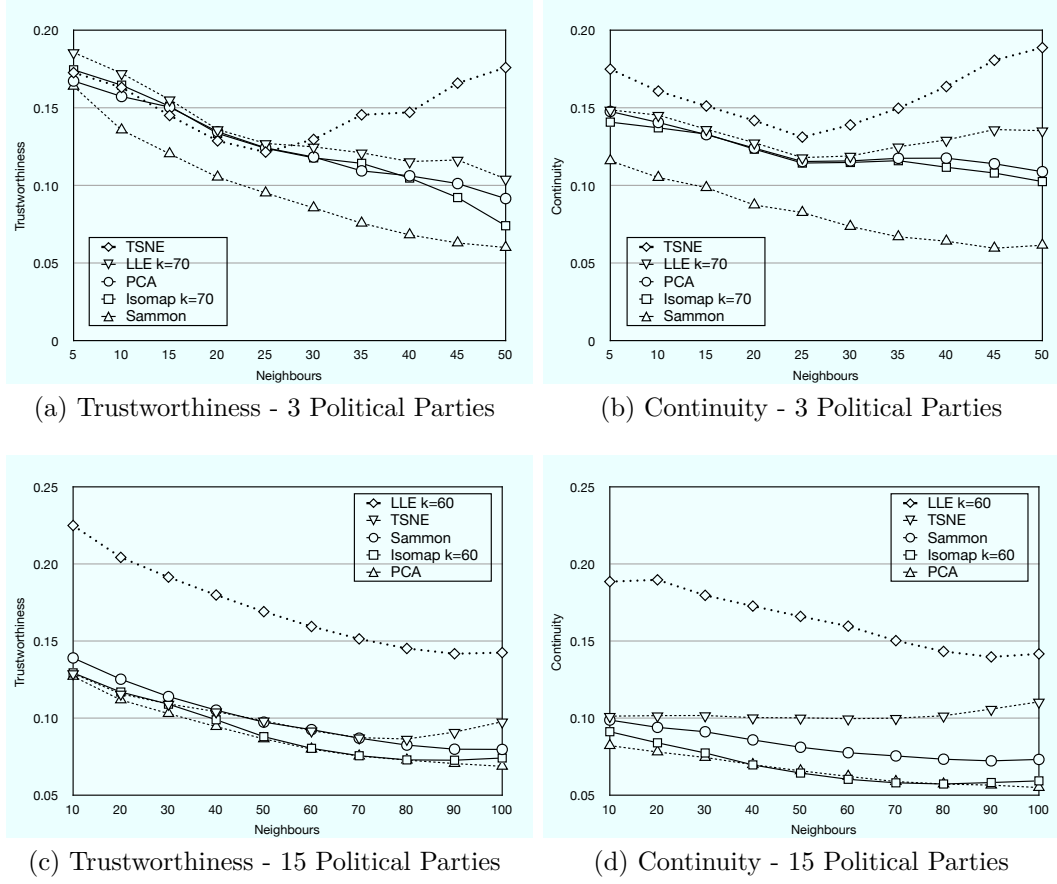 0.20
0.15
0.10
0.05
0
Trustworthiness
TSNE
LLE k=70
PCA
Isomap k=70
Sammon
5 10 15 20 25 30 35 40 45 50
Neighbours
(a) Trustworthiness - 3 Political Parties
0.20
0.15
0.10
0.05
0
Continuity
TSNE
LLE k=70
PCA
Isomap k=70
Sammon
5 10 15 20 25 30 35 40 45 50
Neighbours
(b) Continuity - 3 Political Parties
0.25
0.20
0.15
0.10
0.05
Trustworthiness
LLE k=60
TSNE
Sammon
Isomap k=60
PCA
10 20 30 40 50 60 70 80 90 100
Neighbours
(c) Trustworthiness - 15 Political Parties
0.25
0.20
0.15
0.10
0.05
Continuity
LLE k=60
TSNE
Sammon
Isomap k=60
PCA
10 20 30 40 50 60 70 80 90 100
Neighbours
(d) Continuity - 15 Political Parties